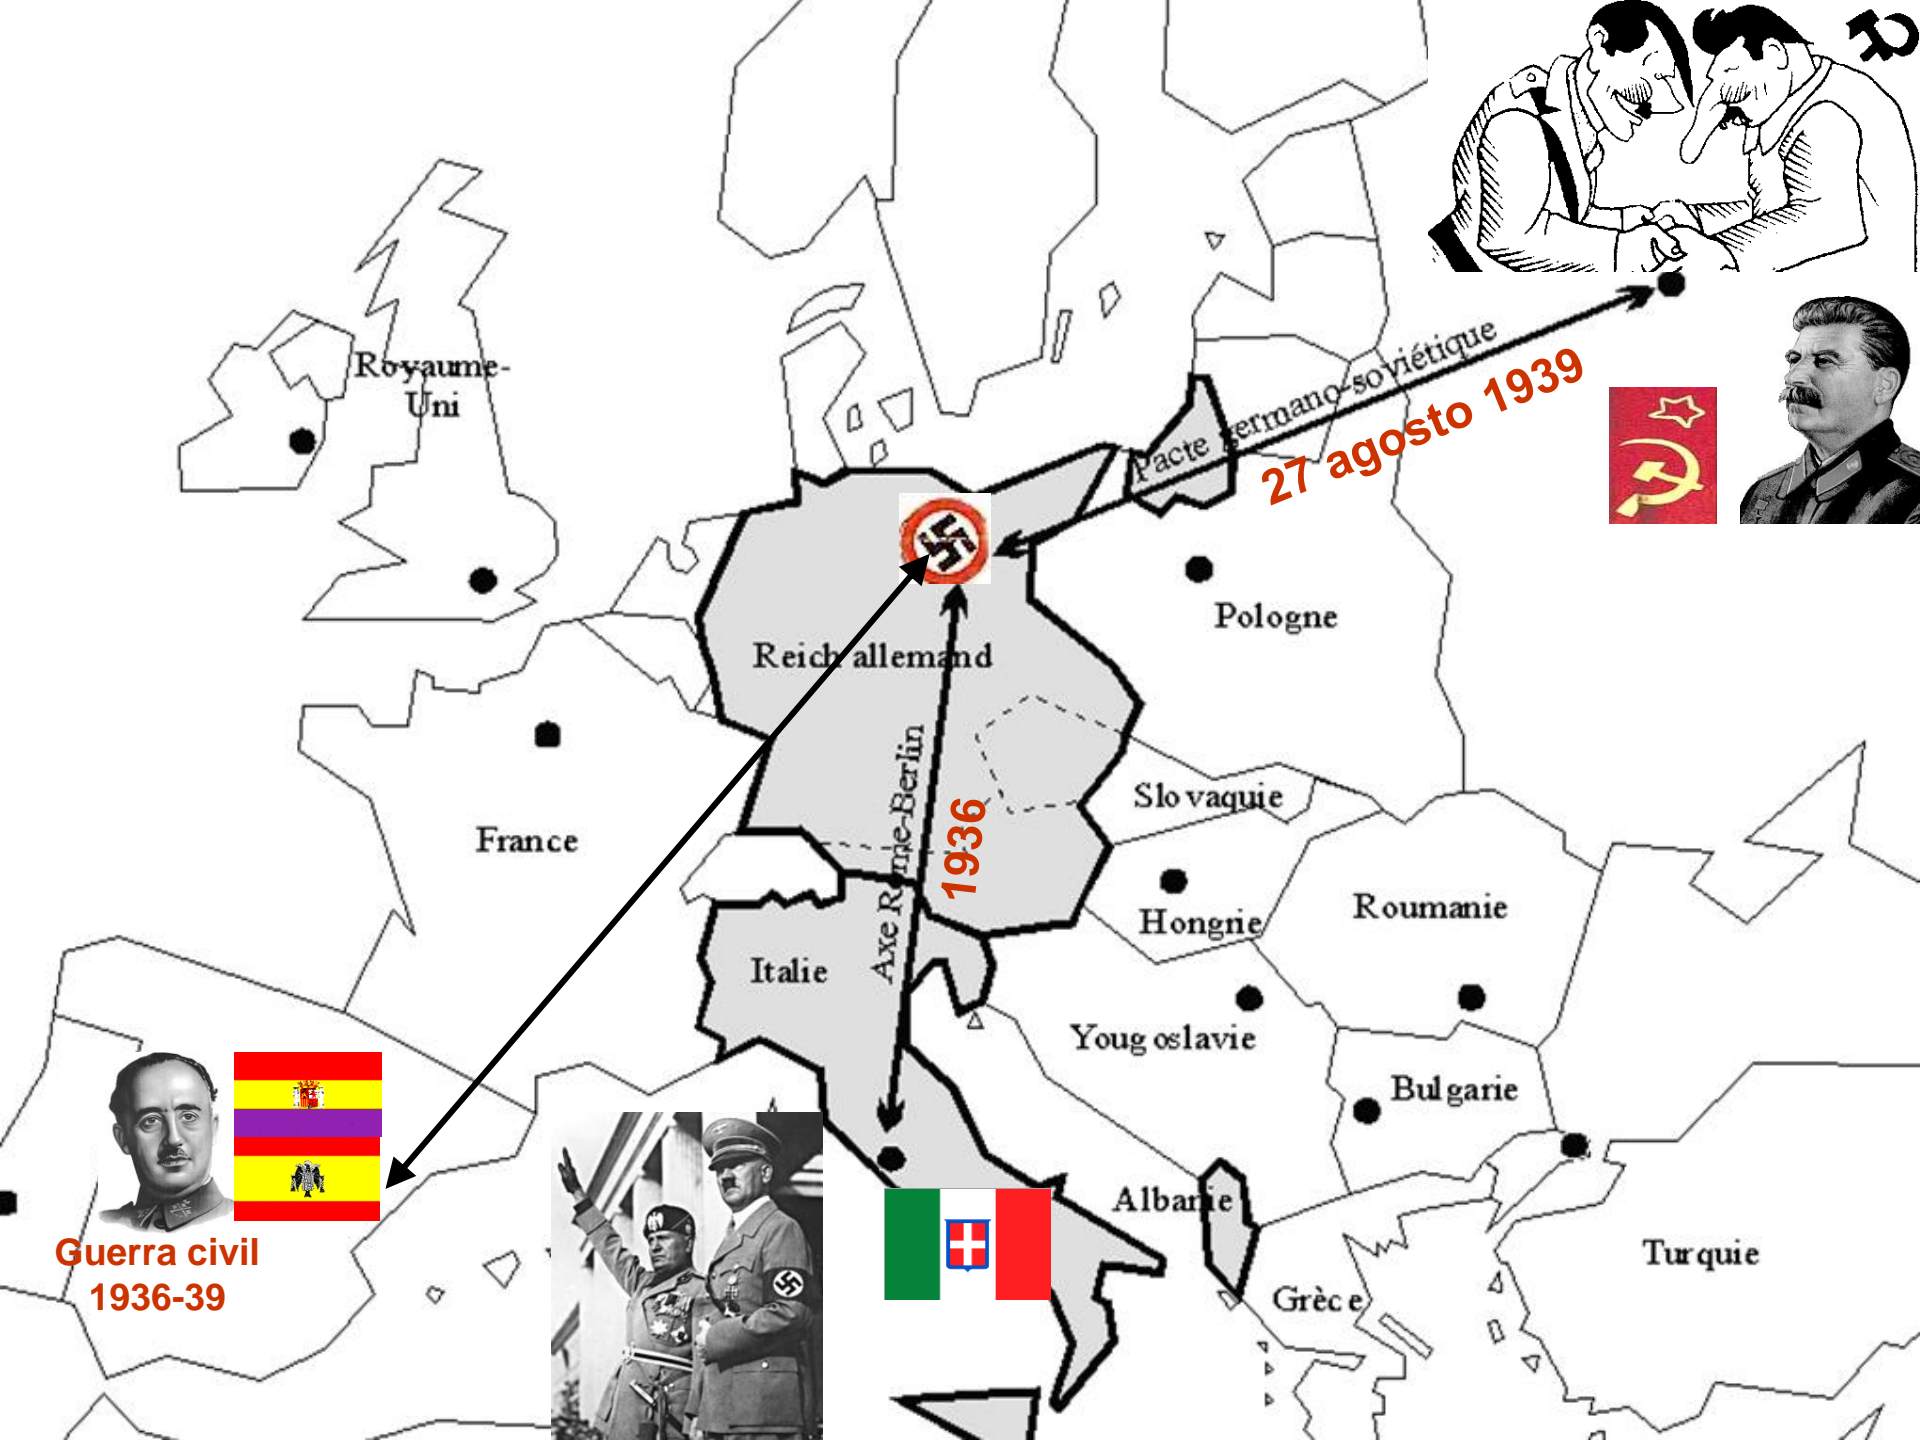 Royaume-
Uni
Pacte germano-soviétique
27 agosto 1939
Pologne
Reich allemand
Axe Rome-Berlin
1936
Slovaquie
France
Hongrie
Roumanie
Italie
Yougoslavie
Bulgarie
Albanie
Guerra civil
1936-39
Turquie
Grèce